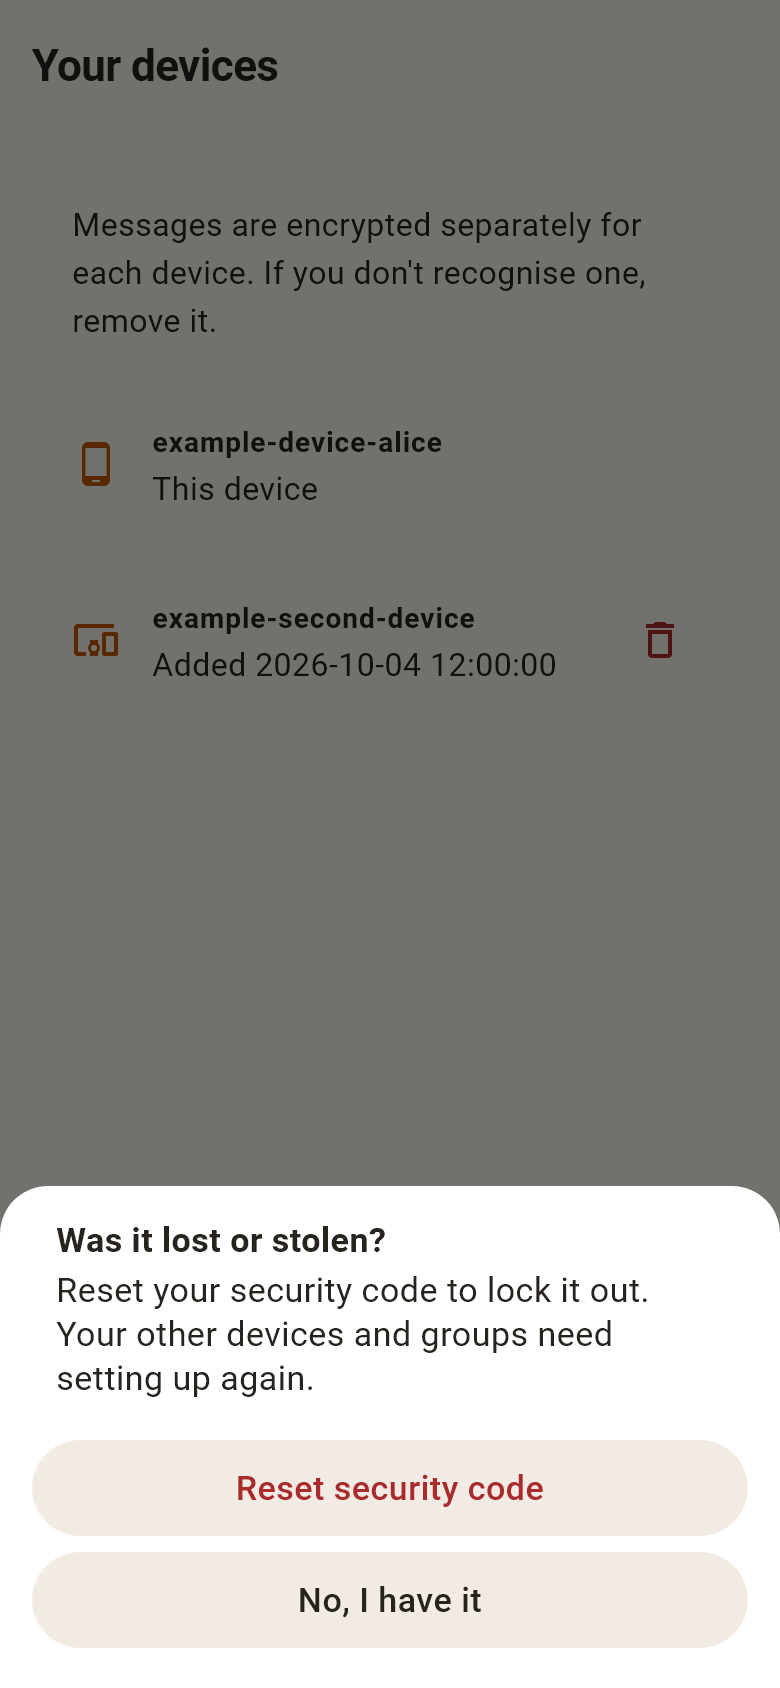 Your devices
Messages are encrypted separately for
each device. If you don't recognise one,
remove it.
example-device-alice
This device
example-second-device
Added 2026-10-04 12:00:00
Was it lost or stolen?
Reset your security code to lock it out.
Your other devices and groups need
setting up again.
Reset security code
No, I have it